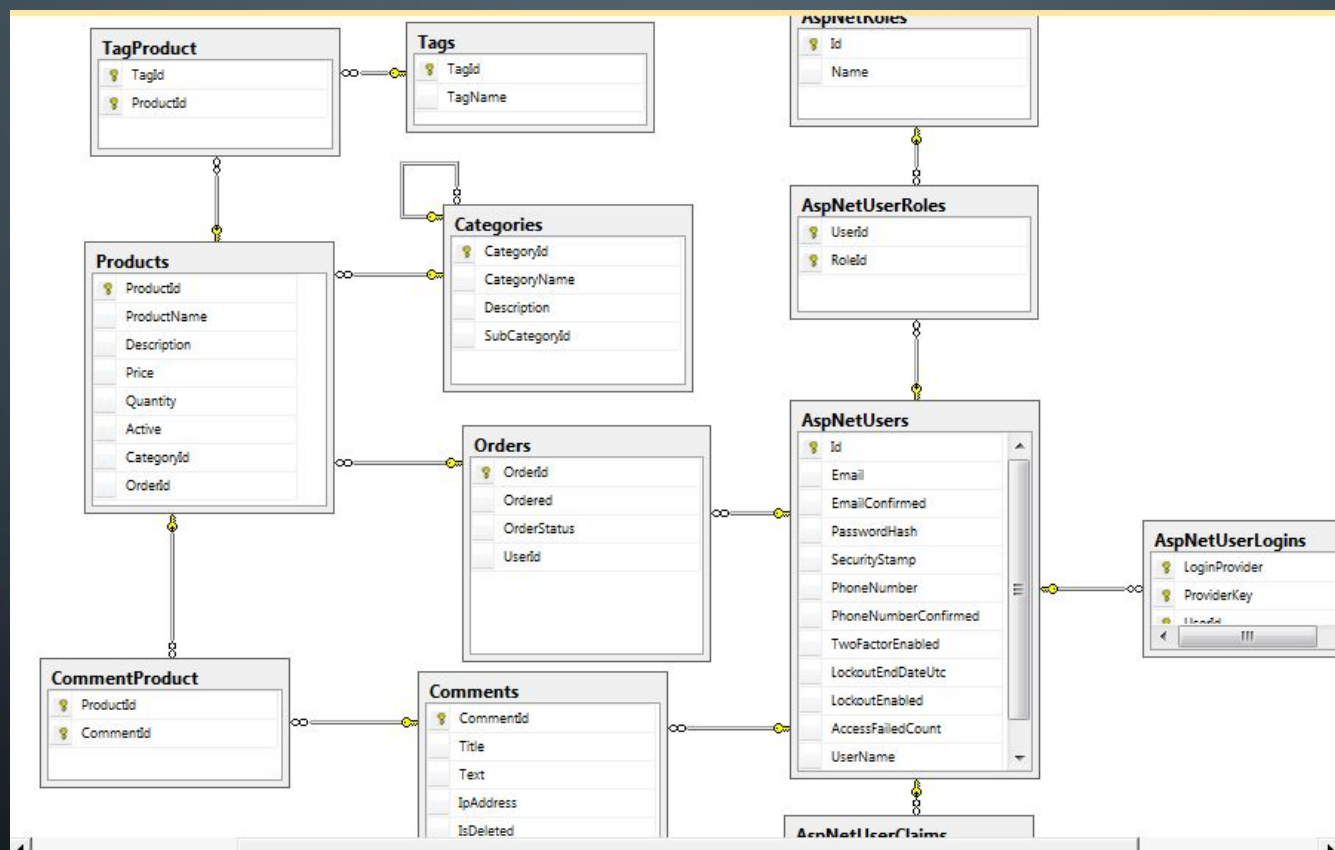 TagProduct
TagId
ProductId
Tags
TagId
TagName
AspNetRoles
Id
Name
Categories
CategoryId
CategoryName
Description
SubCategoryId
AspNetUserRoles
UserId
RoleId
Products
ProductId
ProductName
Description
Price
Quantity
Active
CategoryId
OrderId
Orders
OrderId
Ordered
OrderStatus
UserId
AspNetUsers
Id
Email
EmailConfirmed
PasswordHash
SecurityStamp
PhoneNumber
PhoneNumberConfirmed
TwoFactorEnabled
LockoutEndDateUtc
LockoutEnabled
AccessFailedCount
UserName
AspNetUserLogins
LoginProvider
ProviderKey
UserId
CommentProduct
ProductId
CommentId
Comments
CommentId
Title
Text
IpAddress
IsDeleted
AspNetUserClaims